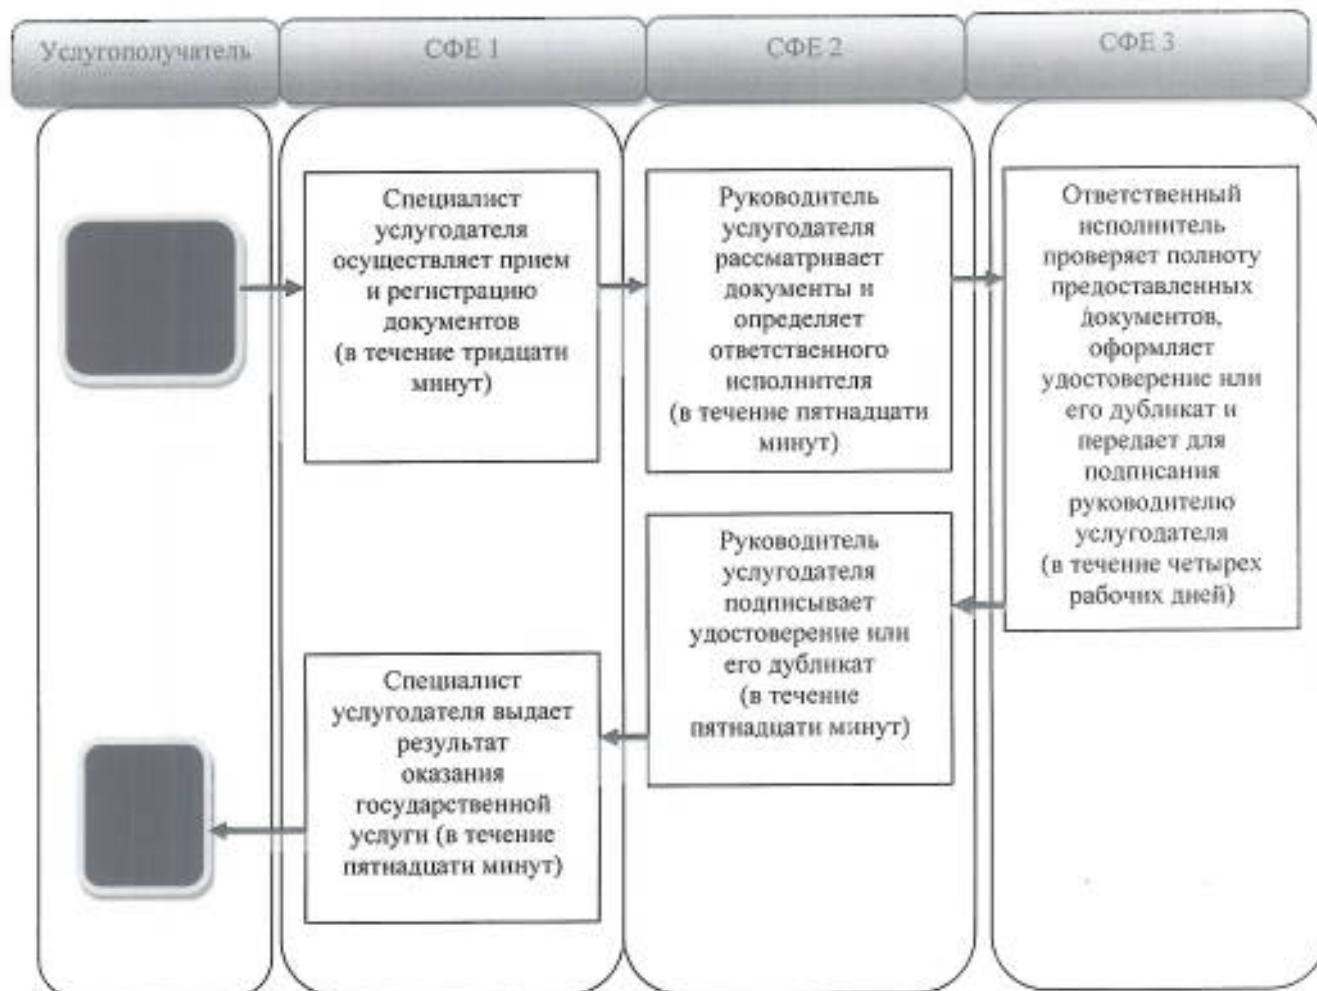 Услугополучатель
СФЕ 1
СФЕ 2
СФЕ 3
Специалист
услугодателя
осуществляет прием
и регистрацию
документов
(в течение тридцати
минут)
Руководитель
услугодателя
рассматривает
документы и
определяет
ответственного
исполнителя
(в течение пятнадцати
минут)
Ответственный
исполнитель
проверяет полноту
предоставленных
документов,
оформляет
удостоверение или
его дубликат и
передает для
подписания
руководителю
услугодателя
(в течение четырех
рабочих дней)
Руководитель
услугодателя
подписывает
удостоверение или
его дубликат
(в течение
пятнадцати минут)
Специалист
услугодателя выдает
результат
оказания
государственной
услуги (в течение
пятнадцати минут)